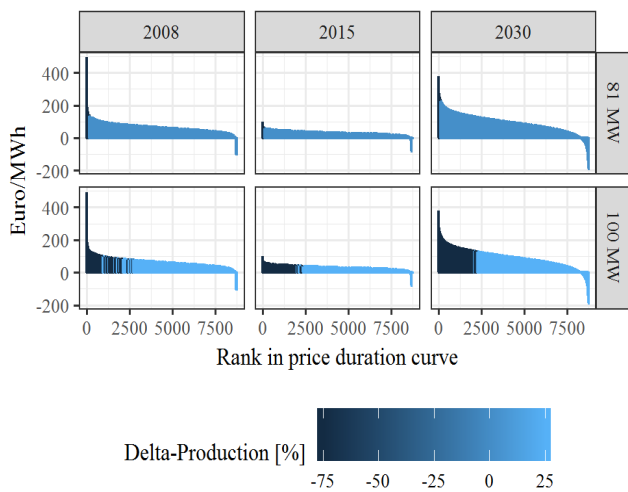 2008 2015 2030
400
200
0
-200
81 MW
400
200
0
-200
100 MW
Euro/MWh
0 2500 5000 7500 0 2500 5000 7500 0 2500 5000 7500
Rank in price duration curve
Delta-Production [%]
-75 -50 -25 0 25